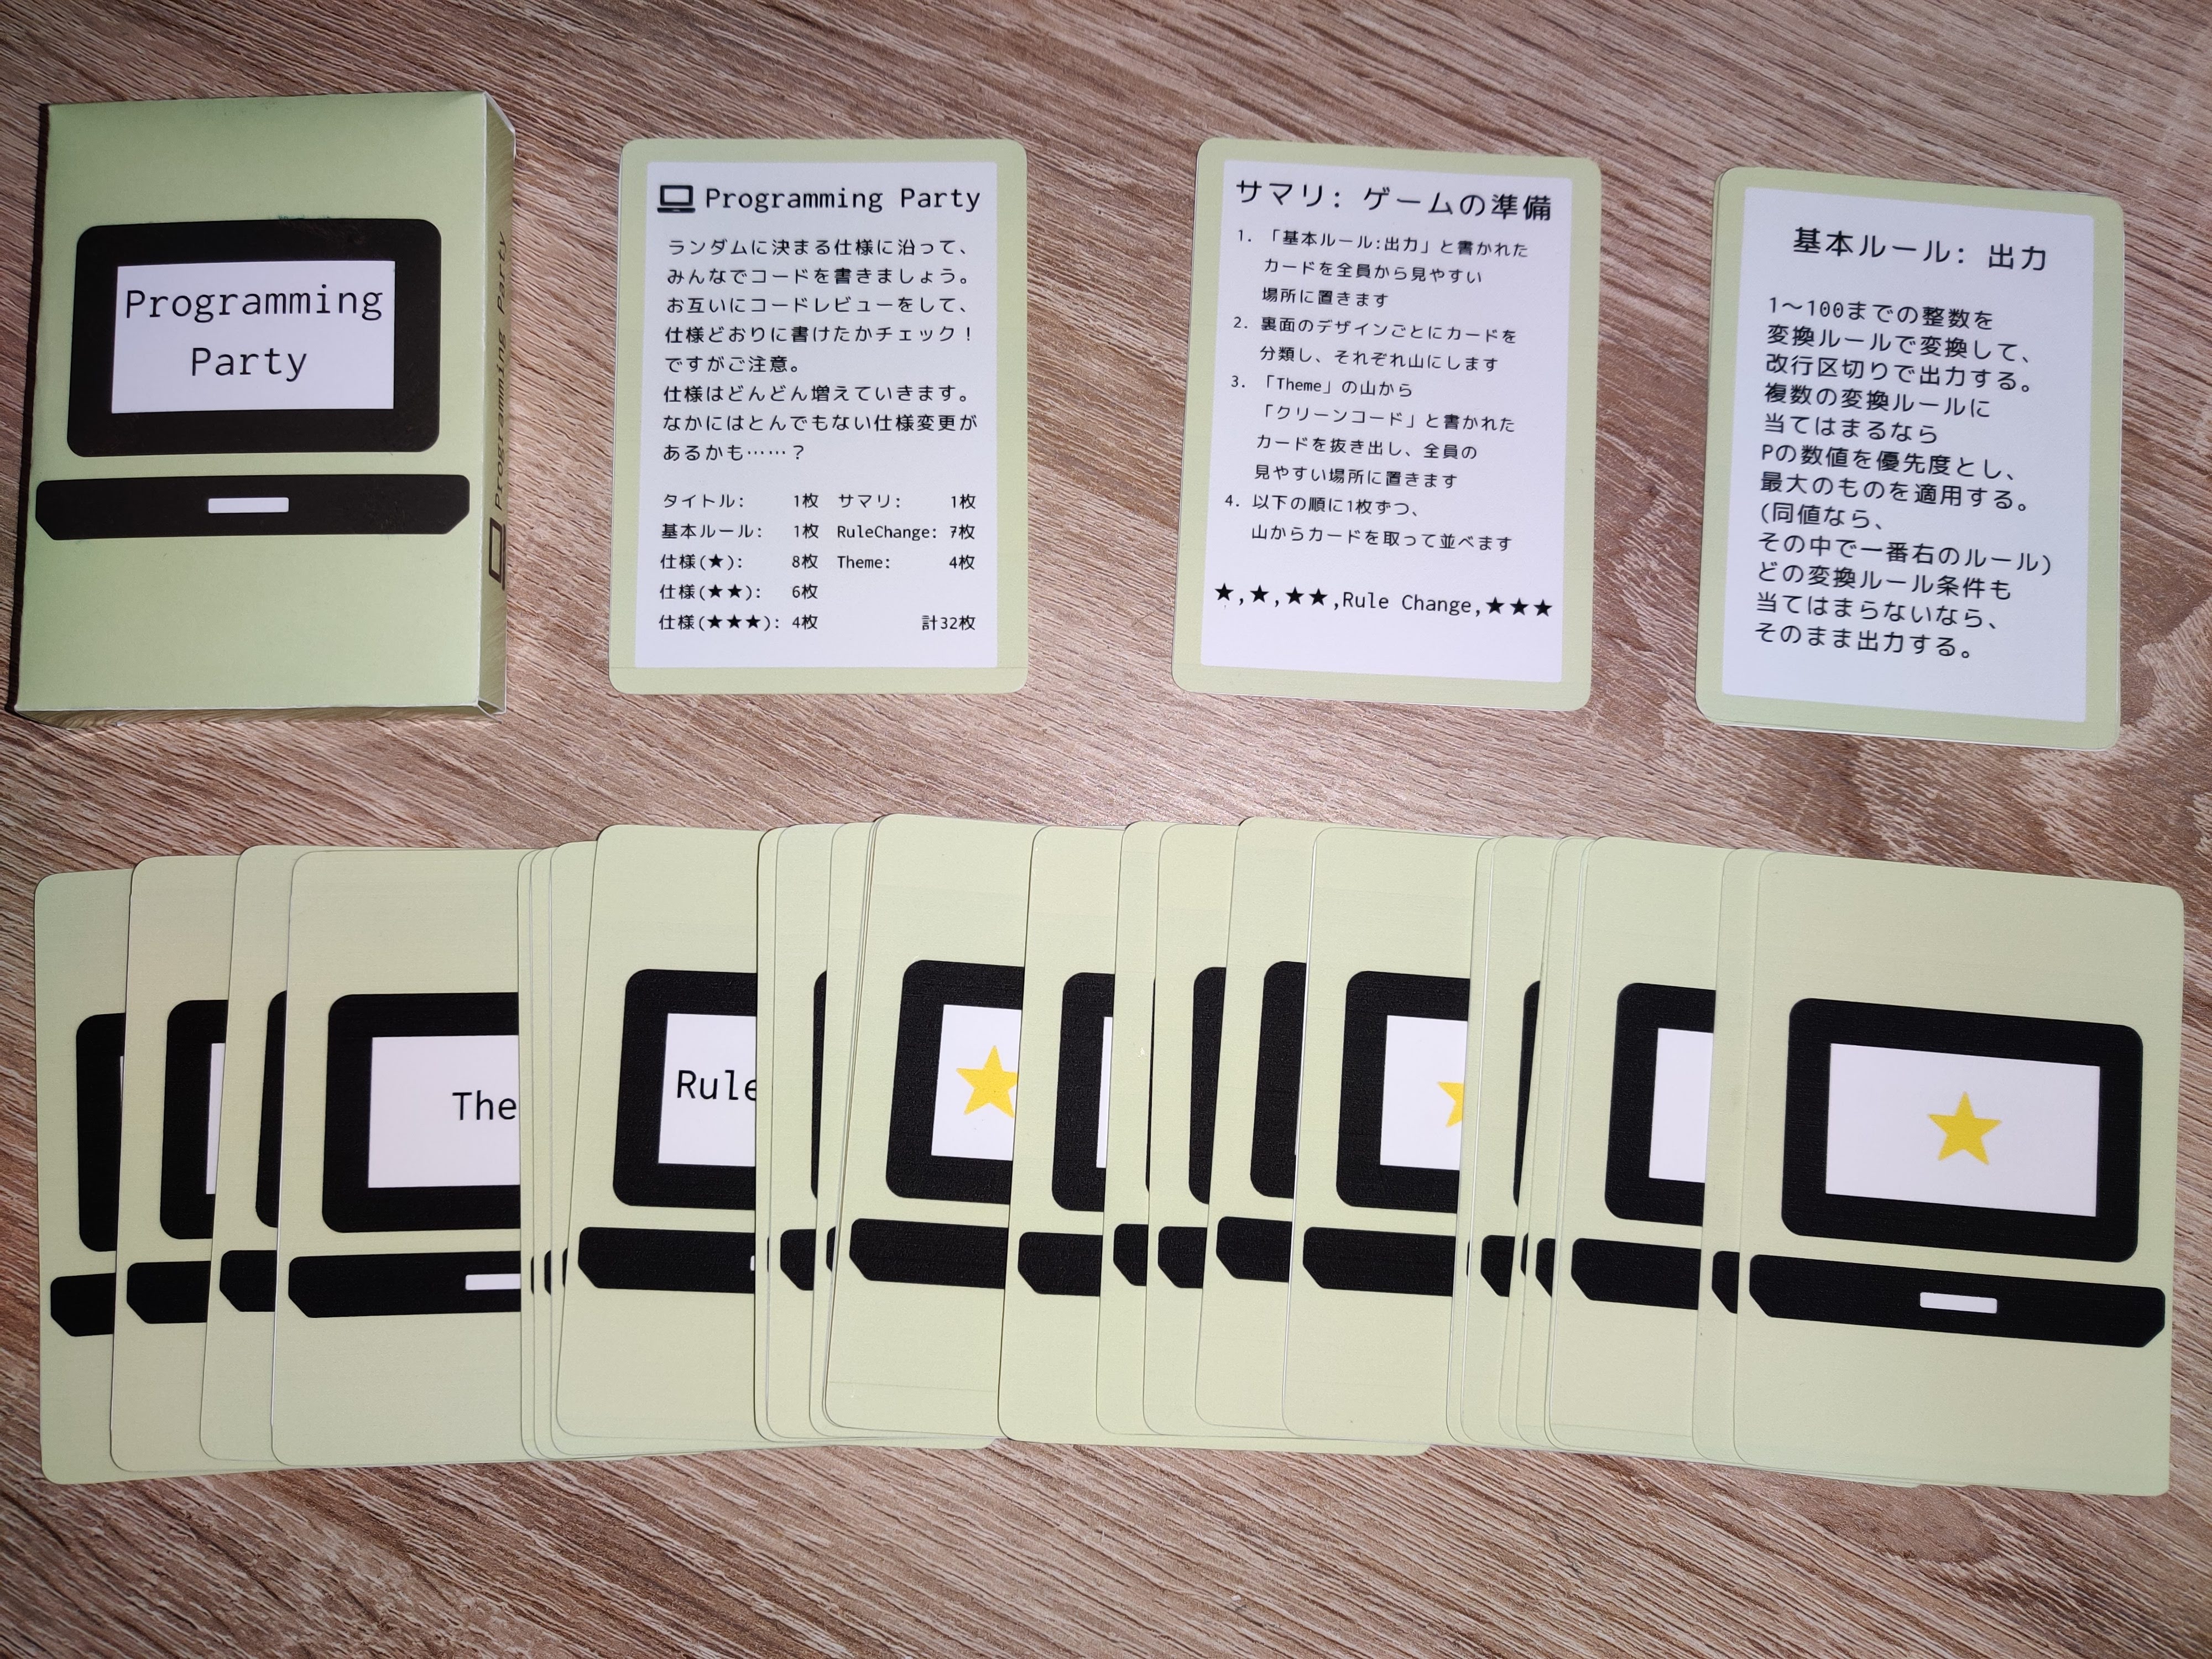 Programming
Party
Programming Party
Programming Party
ランダムに決まる仕様に沿って、
みんなでコードを書きましょう。
お互いにコードレビューをして、
仕様どおりに書けたかチェック！
ですがご注意。
仕様はどんどん増えていきます。
なかにはとんでもない仕様変更が
あるかも……？
タイトル: 1枚 サマリ: 1枚
基本ルール: 1枚 RuleChange: 7枚
仕様(★): 8枚 Theme: 4枚
仕様(★★): 6枚
仕様(★★★): 4枚 計32枚
サマリ: ゲームの準備
1. 「基本ルール:出力」と書かれた
カードを全員から見やすい
場所に置きます
2. 裏面のデザインごとにカードを
分類し、それぞれ山にします
3. 「Theme」の山から
「クリーンコード」と書かれた
カードを抜き出し、全員の
見やすい場所に置きます
4. 以下の順に1枚ずつ、
山からカードを取って並べます
★,★,★★,Rule Change,★★★
基本ルール: 出力
1〜100までの整数を
変換ルールで変換して、
改行区切りで出力する。
複数の変換ルールに
当てはまるなら
Pの数値を優先度とし、
最大のものを適用する。
(同値なら、
その中で一番右のルール)
どの変換ルール条件も
当てはまらないなら、
そのまま出力する。
The
Rule